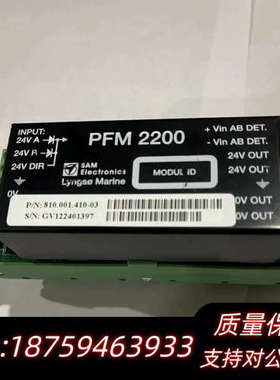 INPUT:
24V A
24V B
24V DIR
0V
PFM 2200
SAM
Electronics
Lyngsø Marine
MODUL iD
+ Vin AB DET.
- Vin AB DET.
24V OUT
24V OUT
0V OUT
0V OUT
P/N: 810.001.410-03
S/N: GV122401397
质量保
:18759464933
支持对公